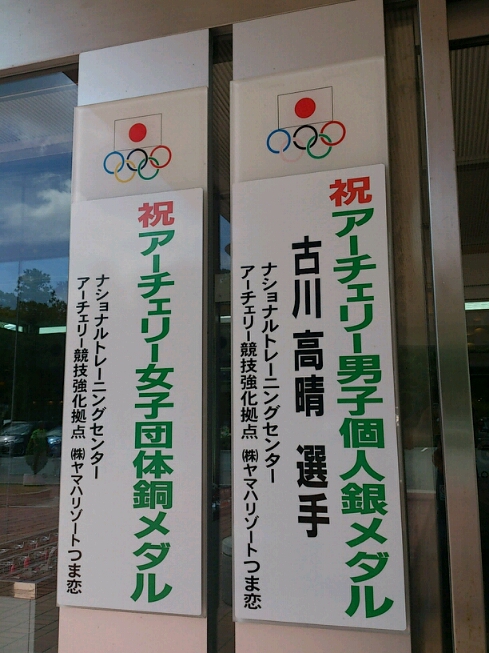 祝アーチェリー男子個人銀メダル
古川 高晴 選手
ナショナルトレーニングセンター
アーチェリー競技強化拠点 ㈱ヤマハリゾートつま恋
祝アーチェリー女子団体銅メダル
ナショナルトレーニングセンター
アーチェリー競技強化拠点 ㈱ヤマハリゾートつま恋